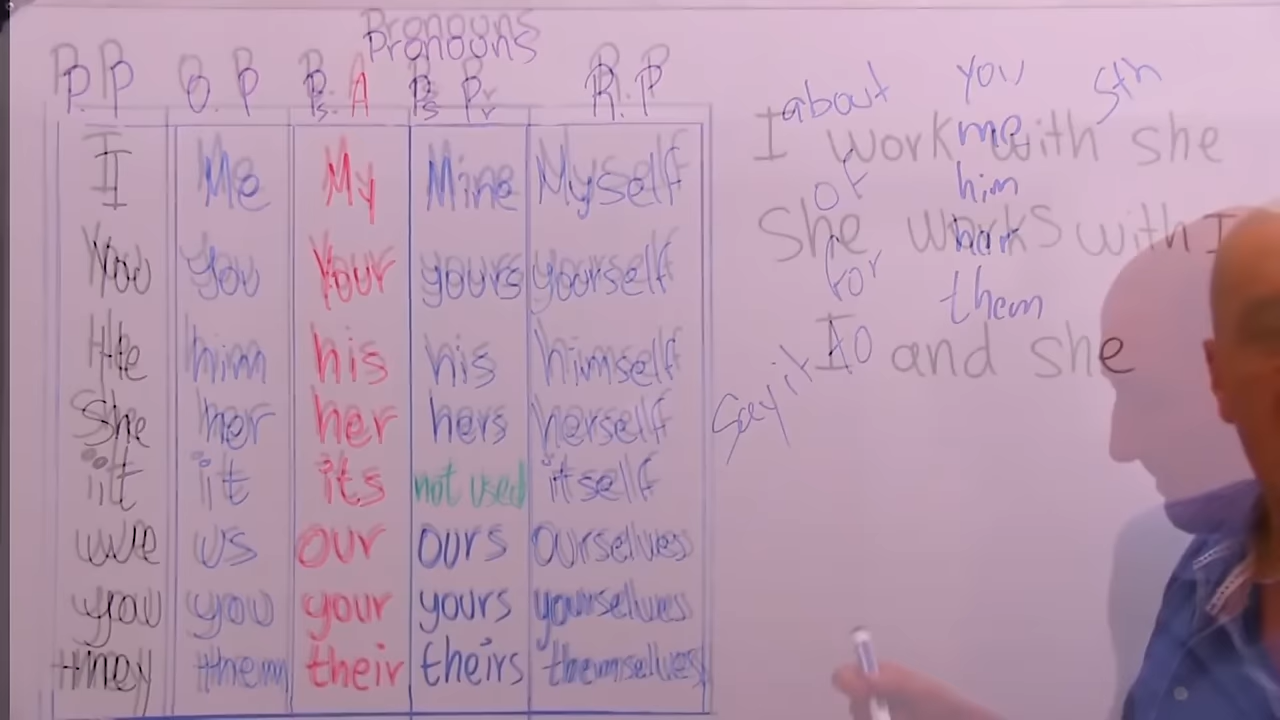 Pronouns
P.P O.P Ps.A Ps Pr R.P
I Me My Mine Myself
You you Your yours yourself
He him his his himself
She her her hers herself
it it its not used itself
we us our ours ourselves
you you your yours yourselves
they them their theirs themselves
about you sth
I work with she
me
of him
She works with I
for
them
I and she
to
Say it